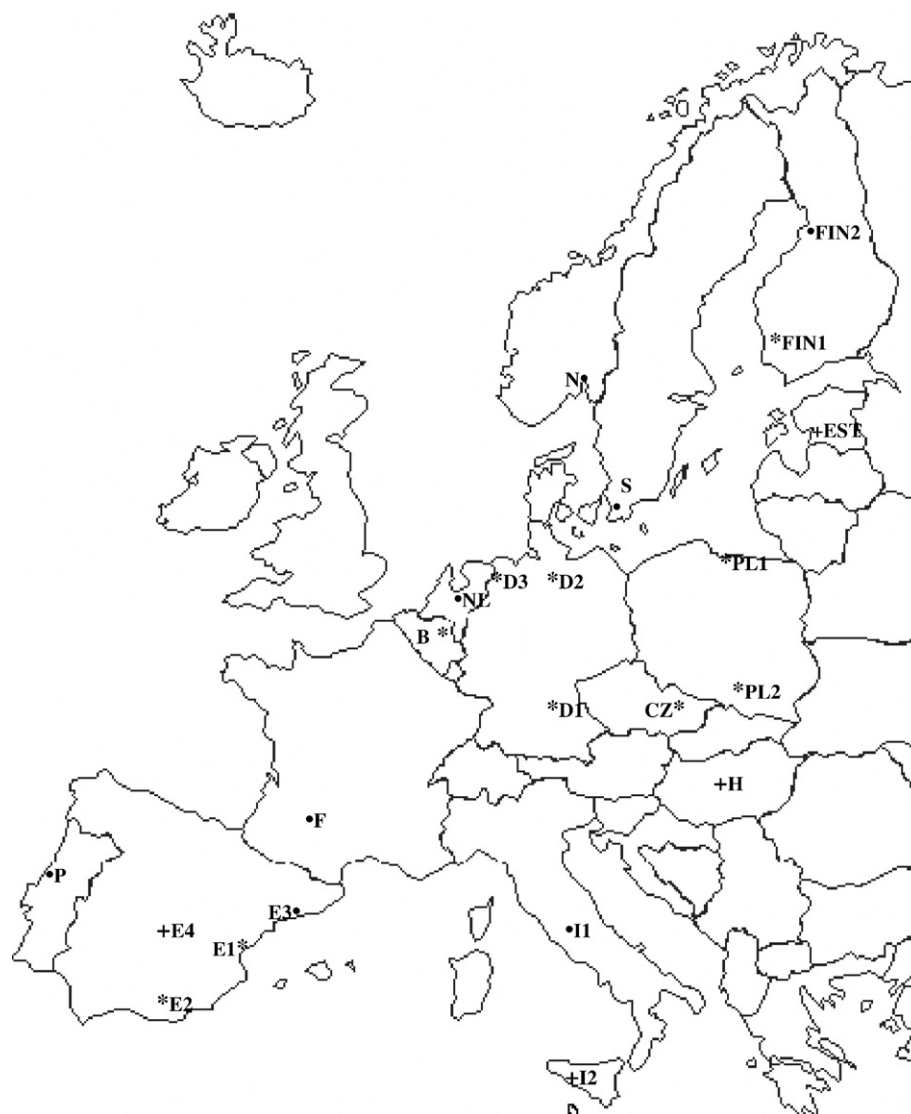 •FIN2
*FIN1
N•
+EST
S
•
*PL1
*D3
*D2
•NL
B *
*PL2
*D1
CZ*
+H
•F
•P
E3•
+E4
•I1
E1*
*E2
+I2